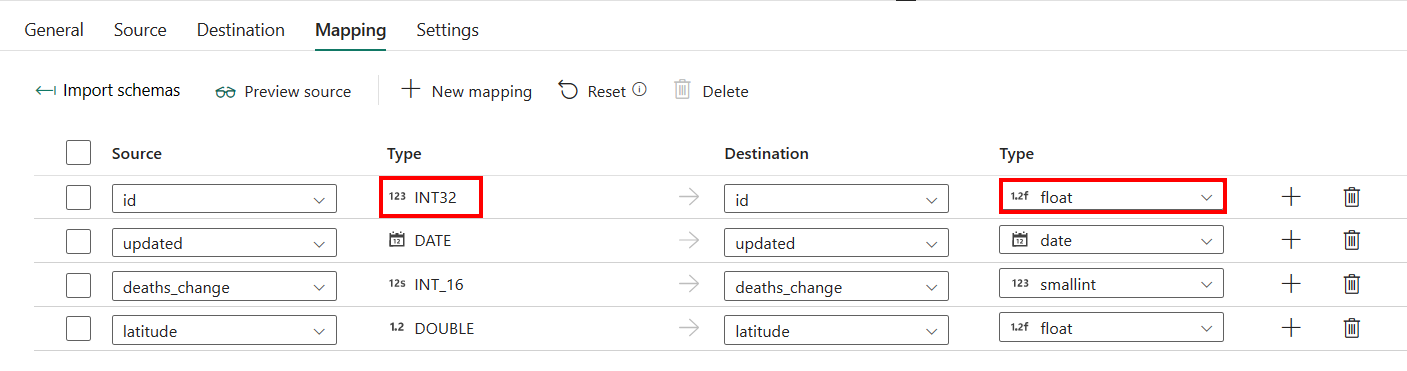 General Source Destination Mapping Settings
Import schemas Preview source New mapping Reset Delete
Source Type Destination Type
id 123 INT32 id 1.2f float
updated 12 DATE updated 12 date
deaths_change 12s INT_16 deaths_change 123 smallint
latitude 1.2 DOUBLE latitude 1.2f float